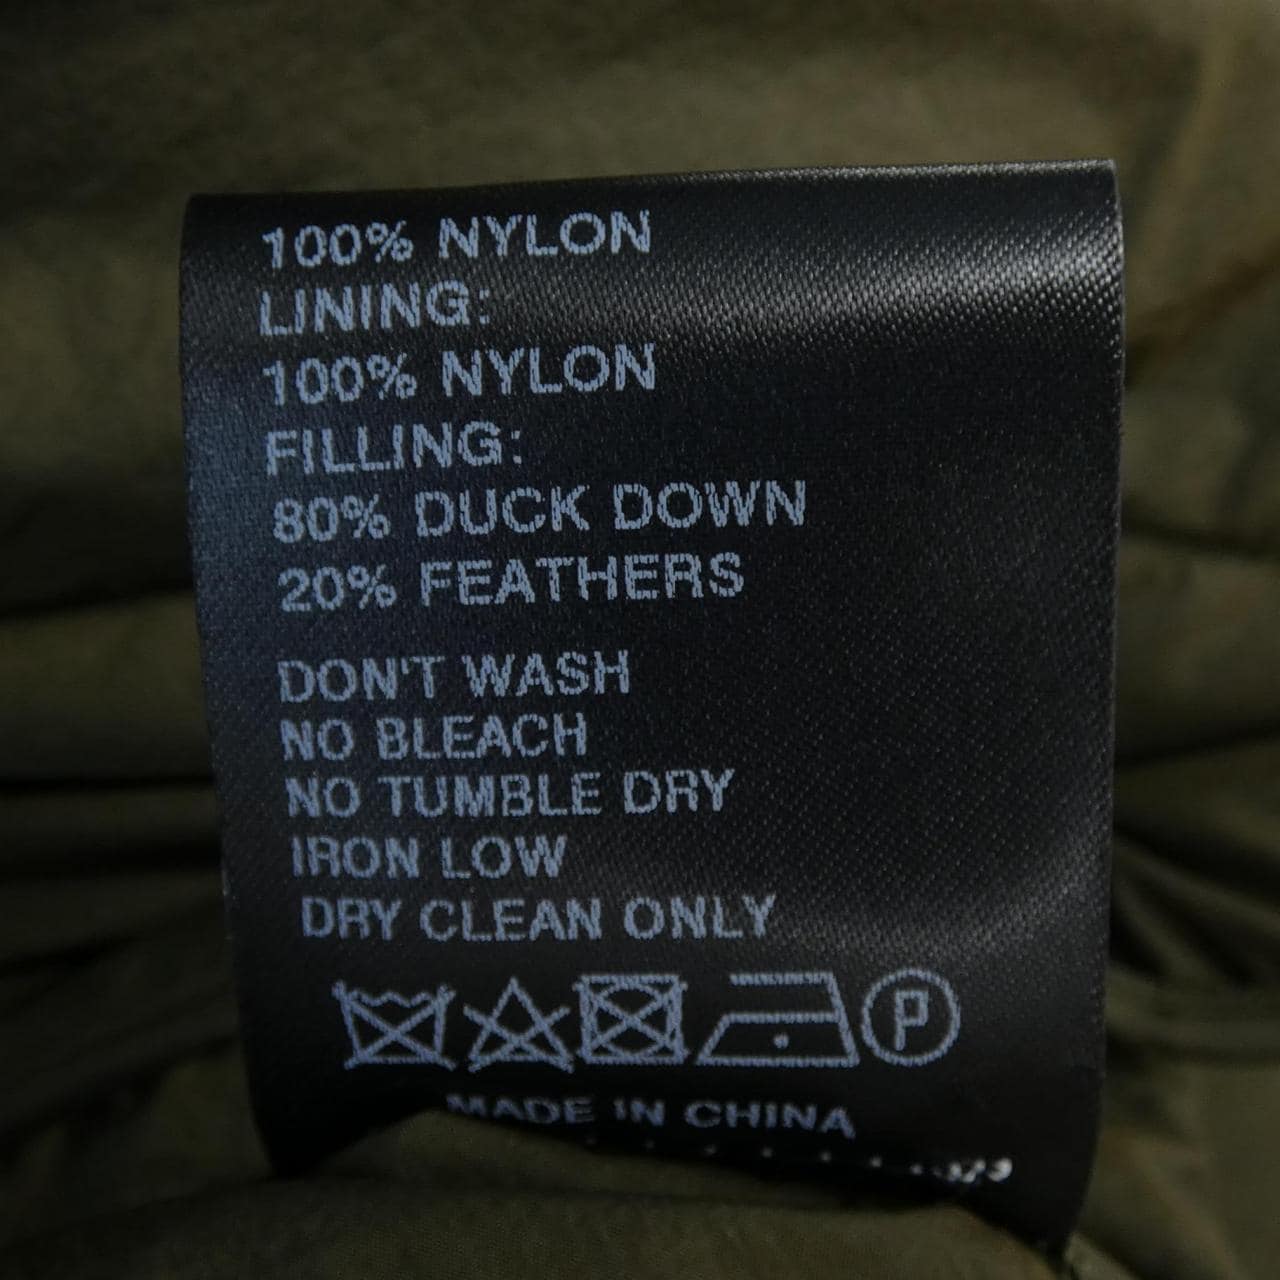 100% NYLON
LINING:
100% NYLON
FILLING:
80% DUCK DOWN
20% FEATHERS
DON'T WASH
NO BLEACH
NO TUMBLE DRY
IRON LOW
DRY CLEAN ONLY
P
MADE IN CHINA